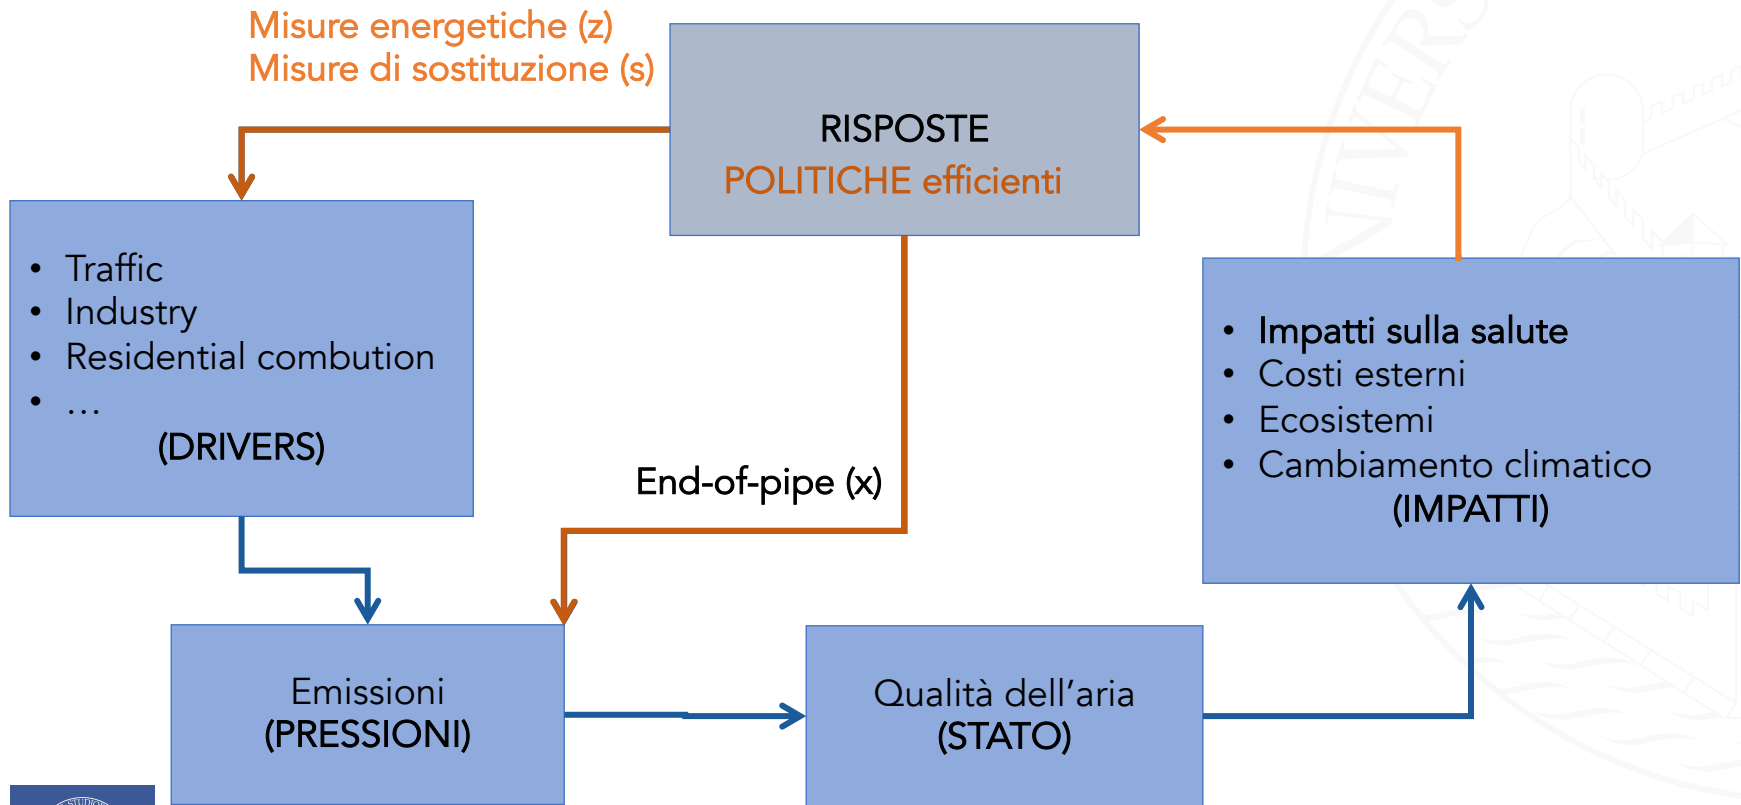 Misure energetiche (z)
Misure di sostituzione (s)
RISPOSTE
POLITICHE efficienti
• Traffic
• Industry
• Residential combution
• …
(DRIVERS)
• Impatti sulla salute
• Costi esterni
• Ecosistemi
• Cambiamento climatico
(IMPATTI)
End-of-pipe (x)
Emissioni
(PRESSIONI)
Qualità dell’aria
(STATO)